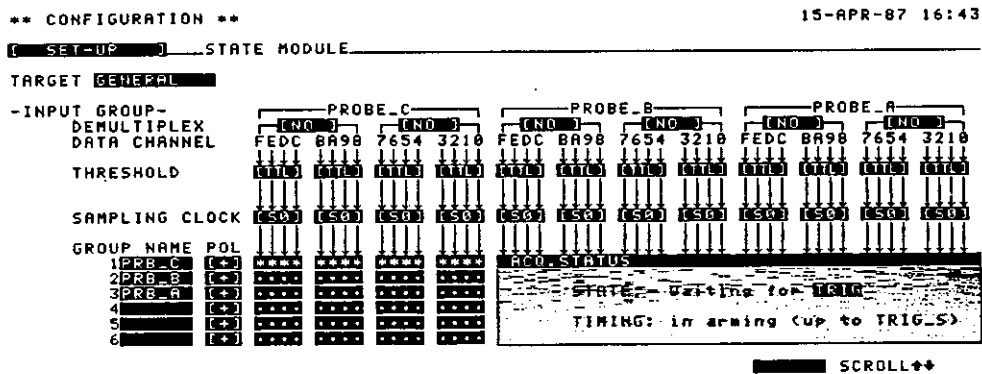 ** CONFIGURATION ** 15-APR-87 16:43
[ SET-UP ] STATE MODULE
TARGET GENERAL
-INPUT GROUP- PROBE_C PROBE_B PROBE_A
DEMULTIPLEX [ NO ] [ NO ] [ NO ] [ NO ] [ NO ] [ NO ]
DATA CHANNEL FEDC BA98 7654 3210 FEDC BA98 7654 3210 FEDC BA98 7654 3210
THRESHOLD [TTL] [TTL] [TTL] [TTL] [TTL] [TTL] [TTL] [TTL] [TTL] [TTL] [TTL] [TTL]
SAMPLING CLOCK [S0] [S0] [S0] [S0] [S0] [S0] [S0] [S0] [S0] [S0] [S0] [S0]
GROUP NAME POL
1 PRB_C [+] **** **** **** **** ACQ.STATUS
2 PRB_B [+] .... .... .... ....
3 PRB_A [+] .... .... .... .... STATE - Waiting for TRIG
4 [+] .... .... .... ....
5 [+] .... .... .... .... TIMING: in arming (up to TRIG_S)
6 [+] .... .... .... ....
SCROLL↑↓